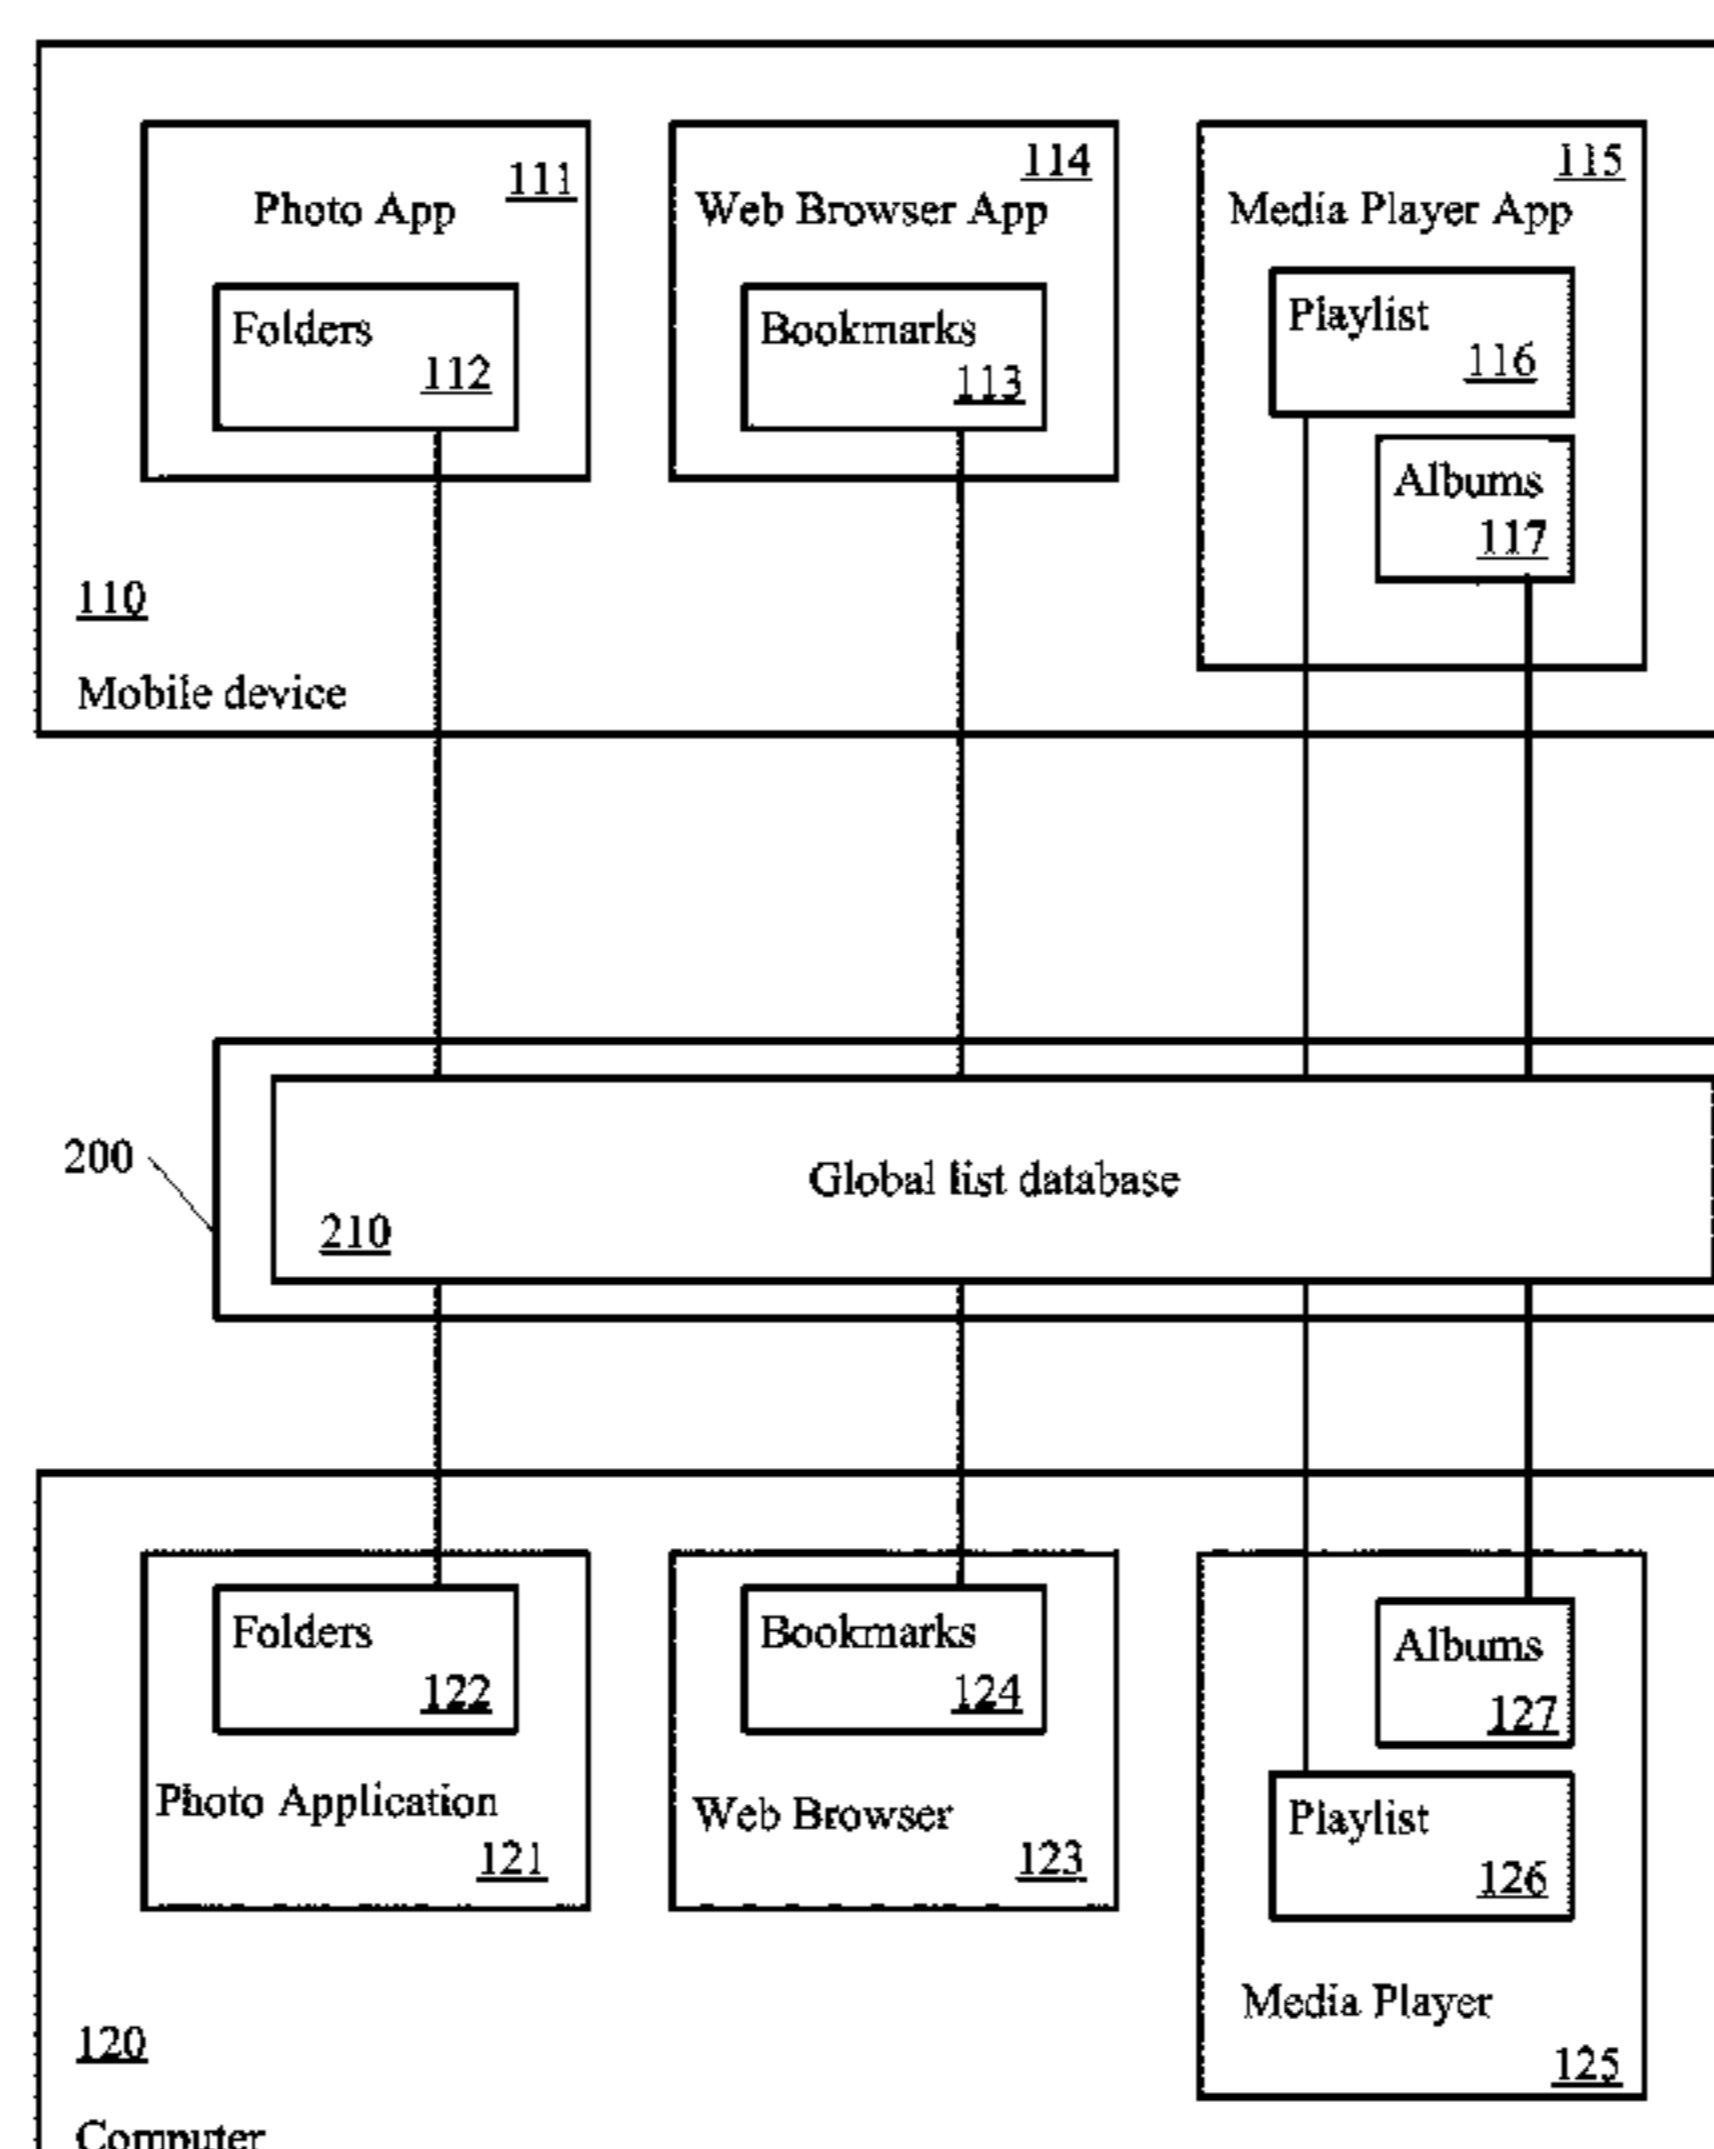 111
Photo App
Folders
112
114
Web Browser App
Bookmarks
113
115
Media Player App
Playlist
116
Albums
117
110
Mobile device
200
Global list database
210
Folders
122
Photo Application
121
Bookmarks
124
Web Browser
123
Albums
127
Playlist
126
Media Player
125
120
Computer